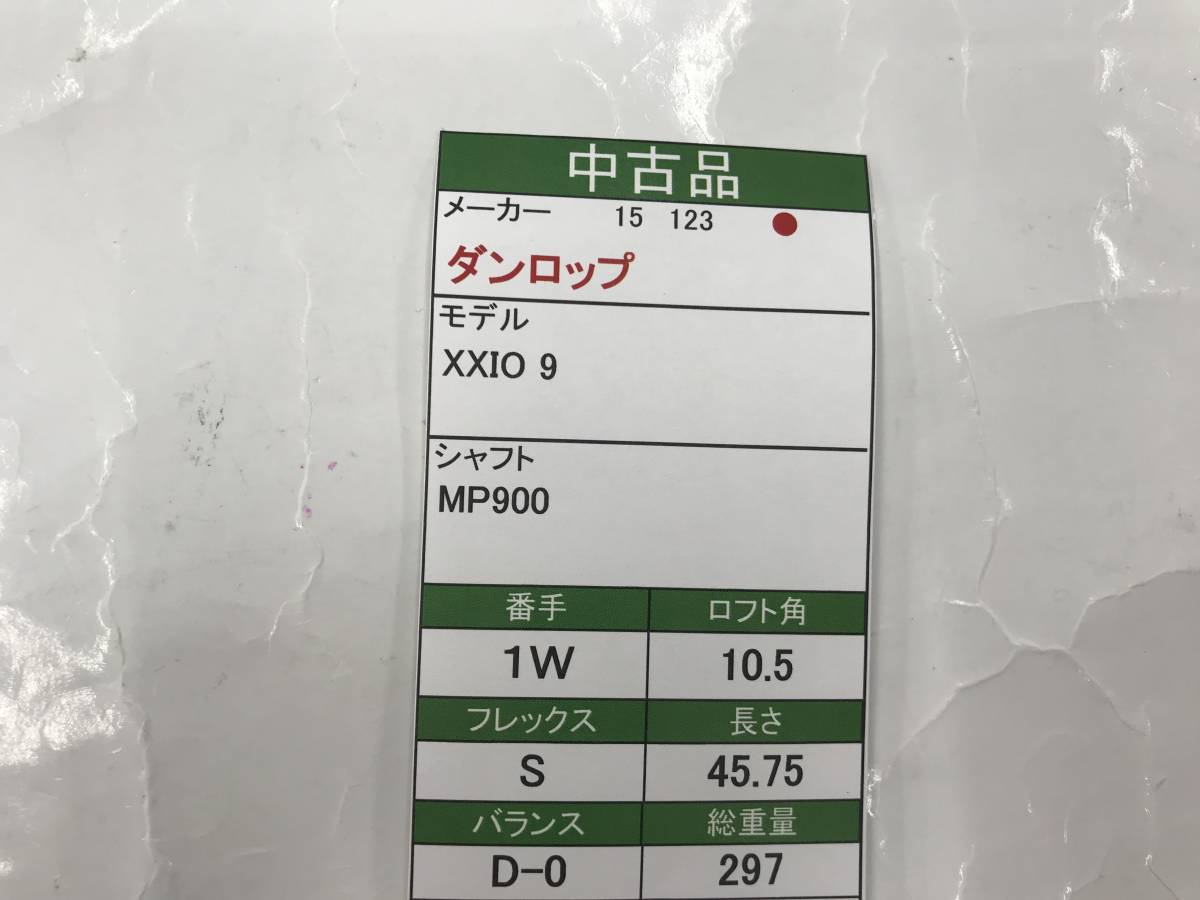 中古品
メーカー 15 123
ダンロップ
モデル
XXIO 9
シャフト
MP900
番手 ロフト角
1W 10.5
フレックス 長さ
S 45.75
バランス 総重量
D-0 297